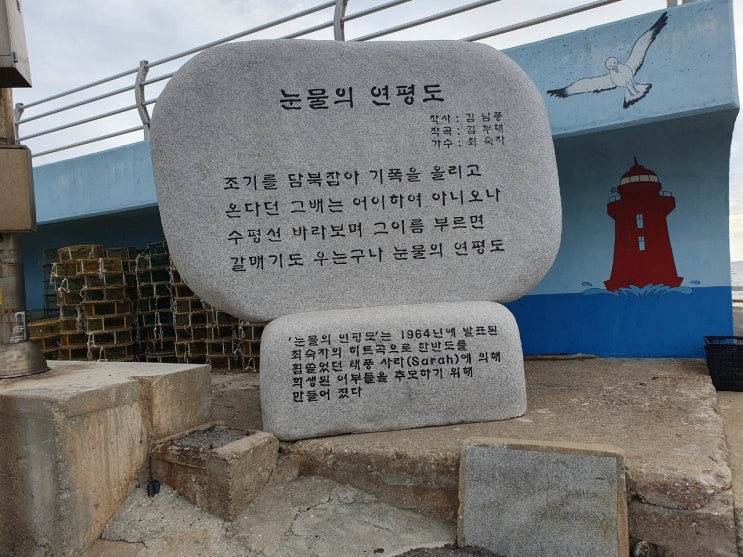 눈물의 연평도
작사 : 김 남풍
작곡 : 김 부해
가수 : 최 숙자
조기를 담북잡아 기폭을 올리고
온다던 그배는 어이하여 아니오나
수평선 바라보며 그이름 부르면
갈매기도 우는구나 눈물의 연평도
'눈물의 연평도'는 1964년에 발표된
최숙자의 히트곡으로 한반도를
휩쓸었던 태풍 사라(Sarah)에 의해
희생된 어부들을 추모하기 위해
만들어 졌다